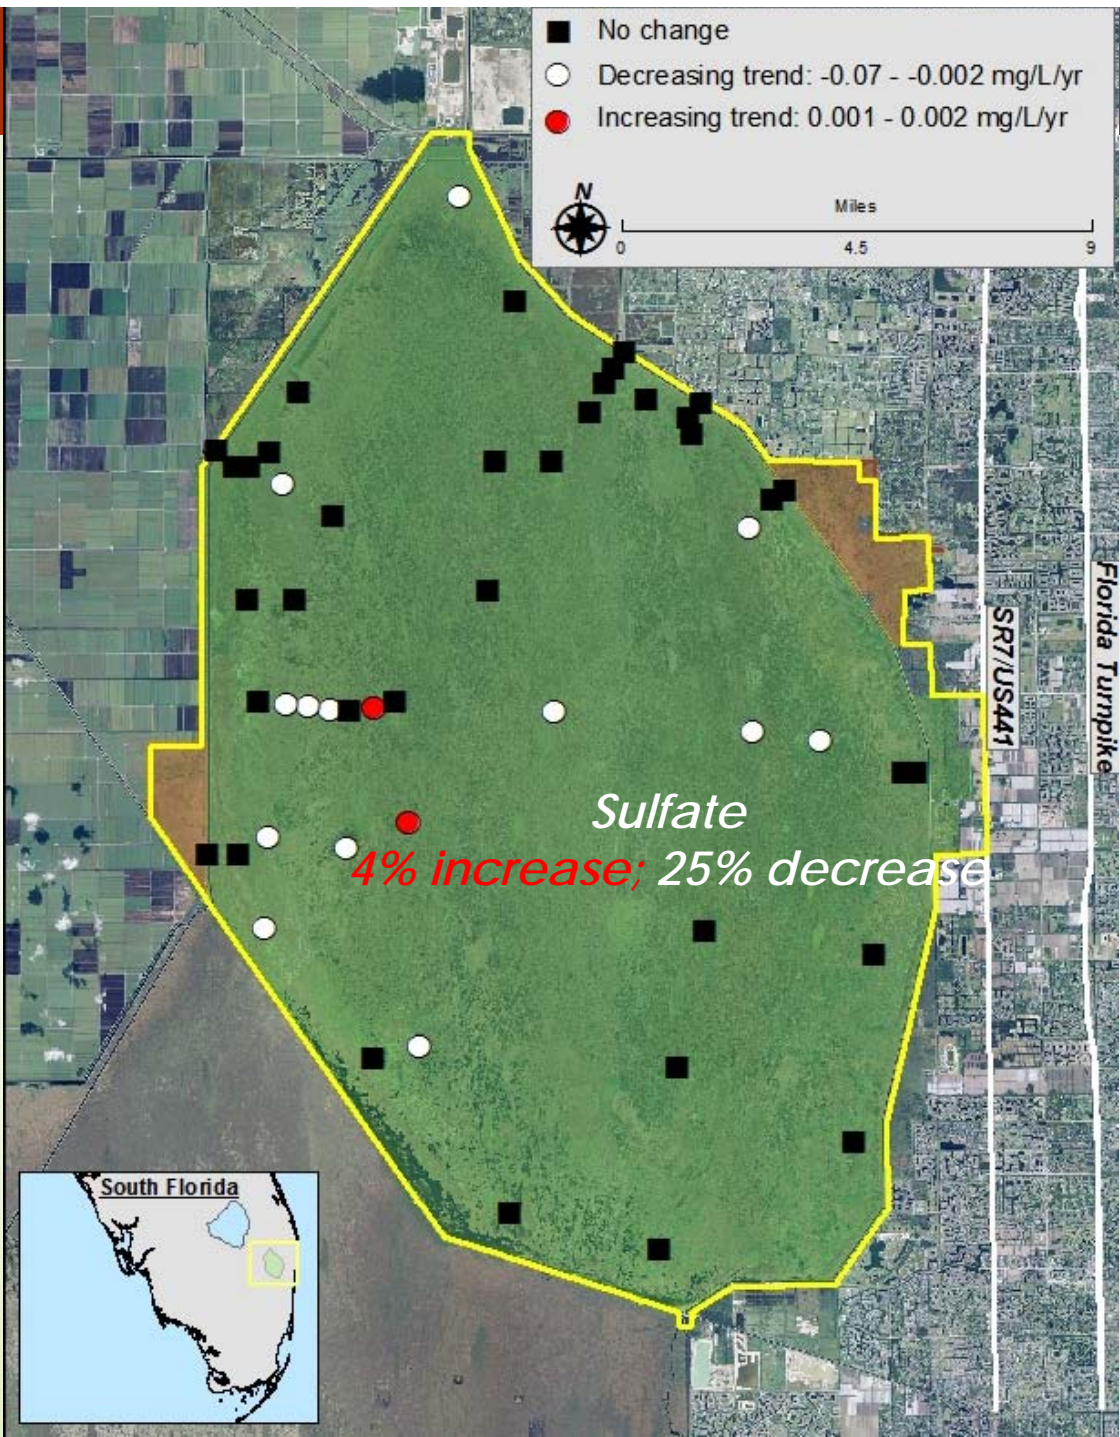 No change
Decreasing trend: -0.07 - -0.002 mg/L/yr
Increasing trend: 0.001 - 0.002 mg/L/yr
N
Miles
0 4.5 9
SR7/US441
Florida Turnpike
Sulfate
4% increase; 25% decrease
South Florida